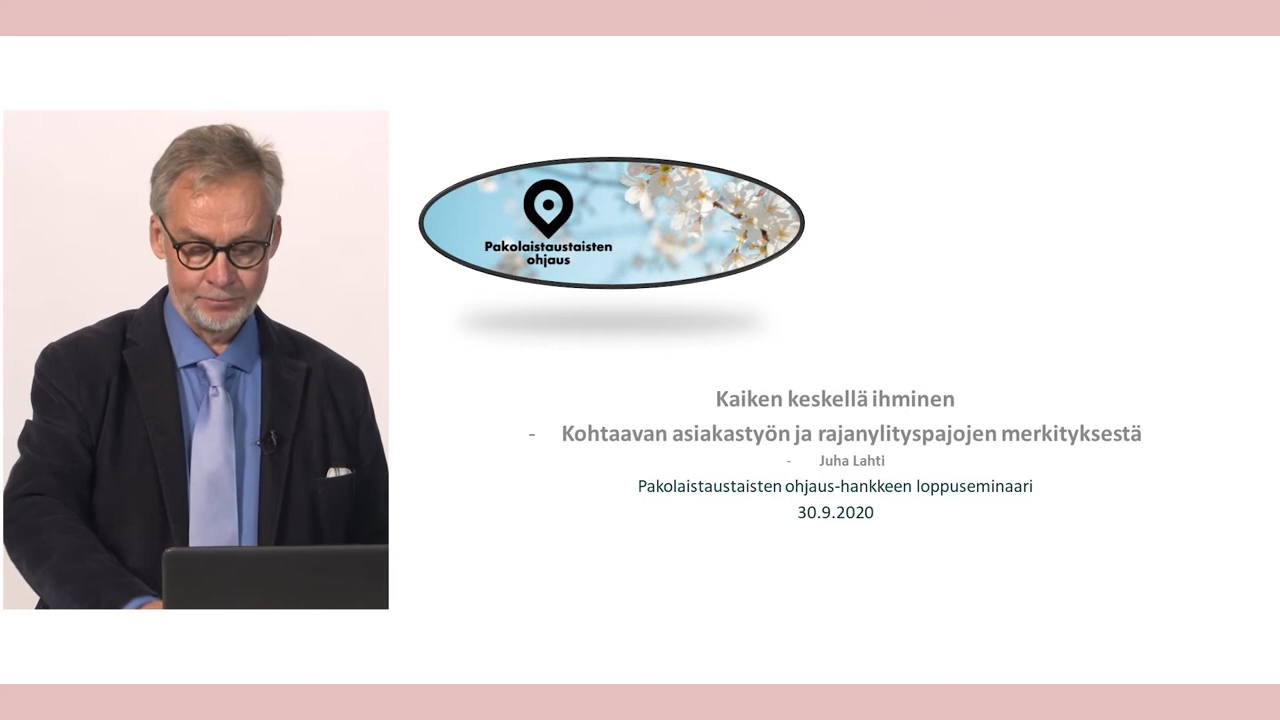 Pakolaistaustaisten
ohjaus
Kaiken keskellä ihminen
- Kohtaavan asiakastyön ja rajanylityspajojen merkityksestä
- Juha Lahti
Pakolaistaustaisten ohjaus-hankkeen loppuseminaari
30.9.2020